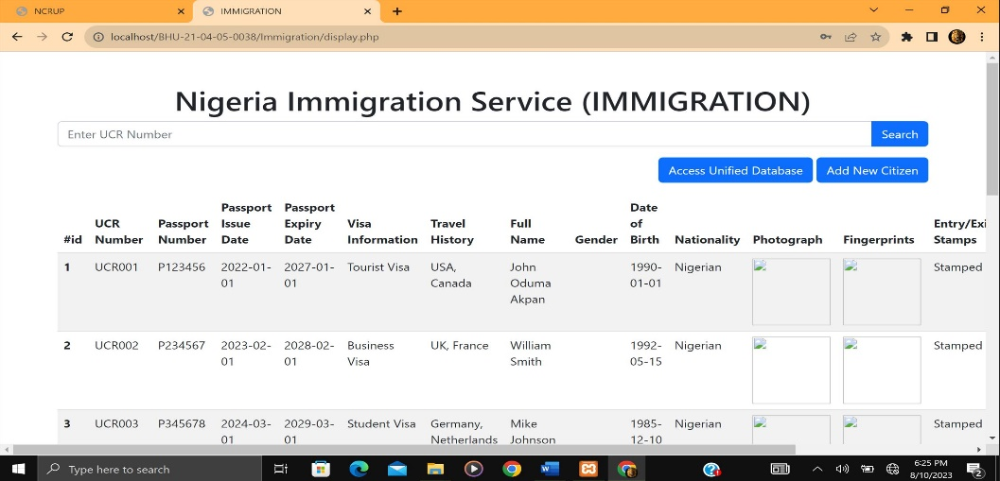 NCRUP
IMMIGRATION
localhost/BHU-21-04-05-0038/Immigration/display.php
Nigeria Immigration Service (IMMIGRATION)
Enter UCR Number
Search
Access Unified Database
Add New Citizen
#id UCR Number Passport Number Passport Issue Date Passport Expiry Date Visa Information Travel History Full Name Gender Date of Birth Nationality Photograph Fingerprints Entry/Exi Stamps
1 UCR001 P123456 2022-01-01 2027-01-01 Tourist Visa USA, Canada John Oduma Akpan 1990-01-01 Nigerian Stamped
2 UCR002 P234567 2023-02-01 2028-02-01 Business Visa UK, France William Smith 1992-05-15 Nigerian Stamped
3 UCR003 P345678 2024-03-01 2029-03-01 Student Visa Germany, Netherlands Mike Johnson 1985-12-10 Nigerian Stamped
Type here to search
6:25 PM
8/10/2023
2